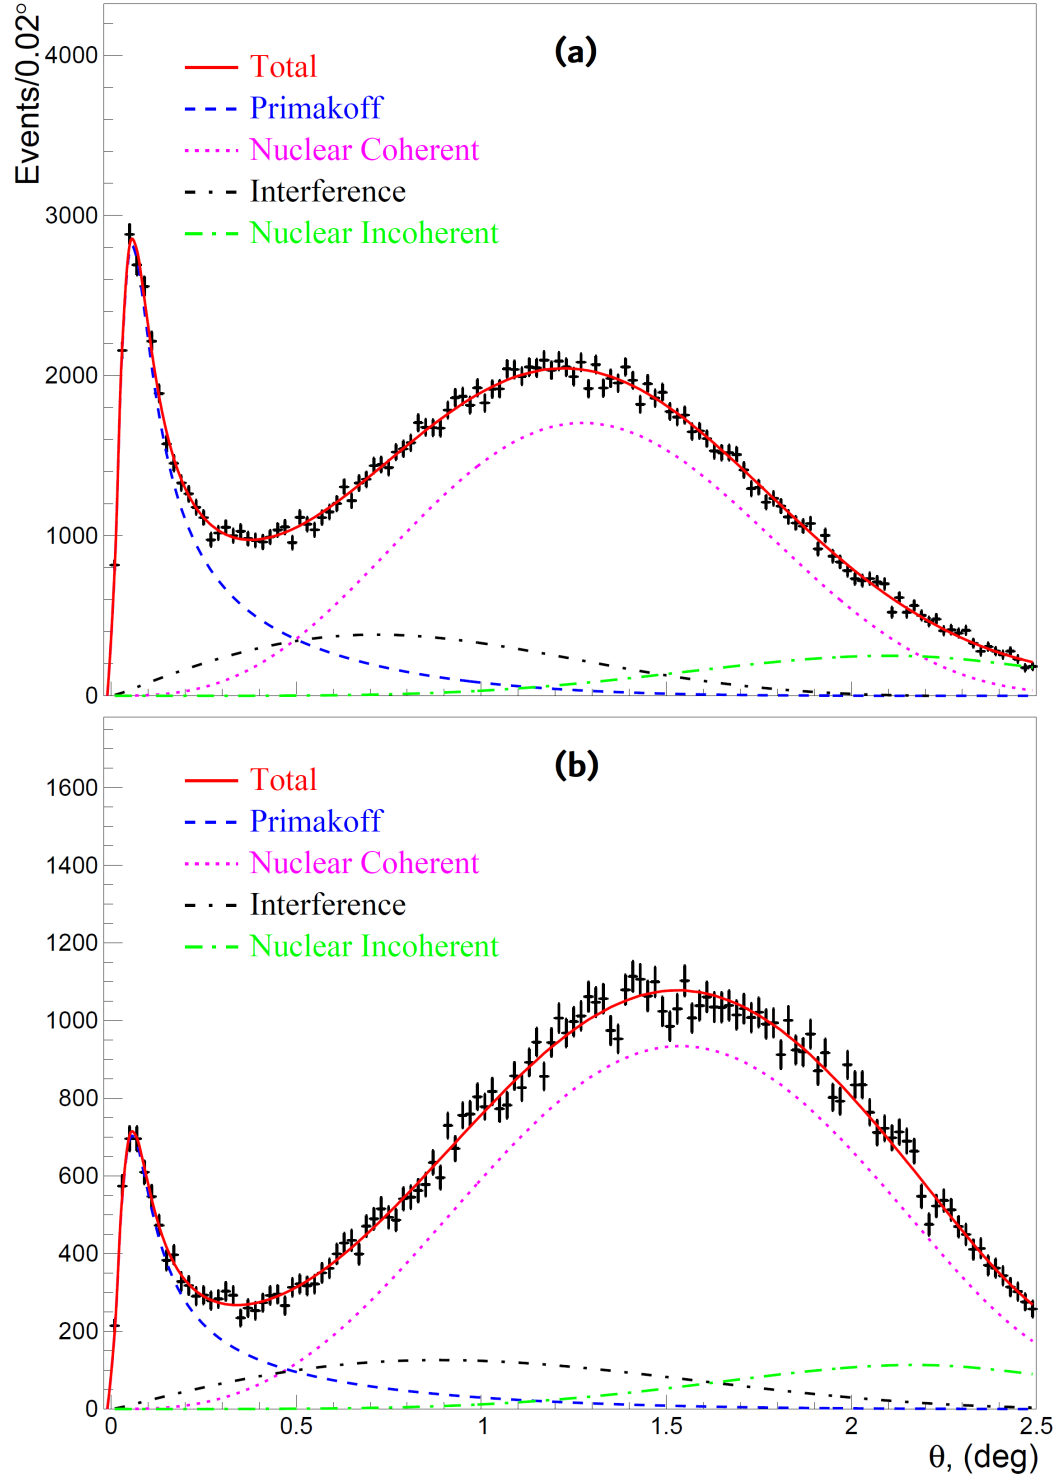 Events/0.02°
(a)
4000
3000
2000
1000
0
Total
Primakoff
Nuclear Coherent
Interference
Nuclear Incoherent
(b)
1600
1400
1200
1000
800
600
400
200
0
Total
Primakoff
Nuclear Coherent
Interference
Nuclear Incoherent
0 0.5 1 1.5 2 2.5
θ, (deg)